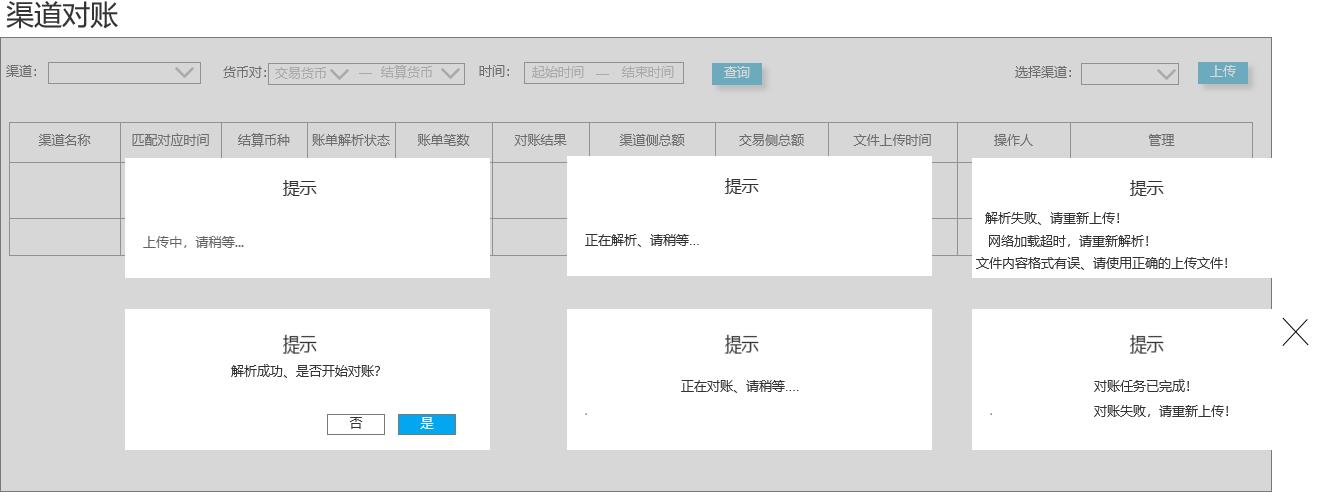 渠道对账
渠道： 货币对: 交易货币 — 结算货币 时间： 起始时间 — 结束时间 查询 选择渠道： 上传
渠道名称 匹配对应时间 结算币种 账单解析状态 账单笔数 对账结果 渠道侧总额 交易侧总额 文件上传时间 操作人 管理
提示
上传中，请稍等...
提示
正在解析、请稍等...
提示
解析失败、请重新上传！
网络加载超时，请重新解析！
文件内容格式有误、请使用正确的上传文件！
提示
解析成功、是否开始对账？
否 是
提示
正在对账、请稍等....
.
提示
对账任务已完成！
. 对账失败，请重新上传！